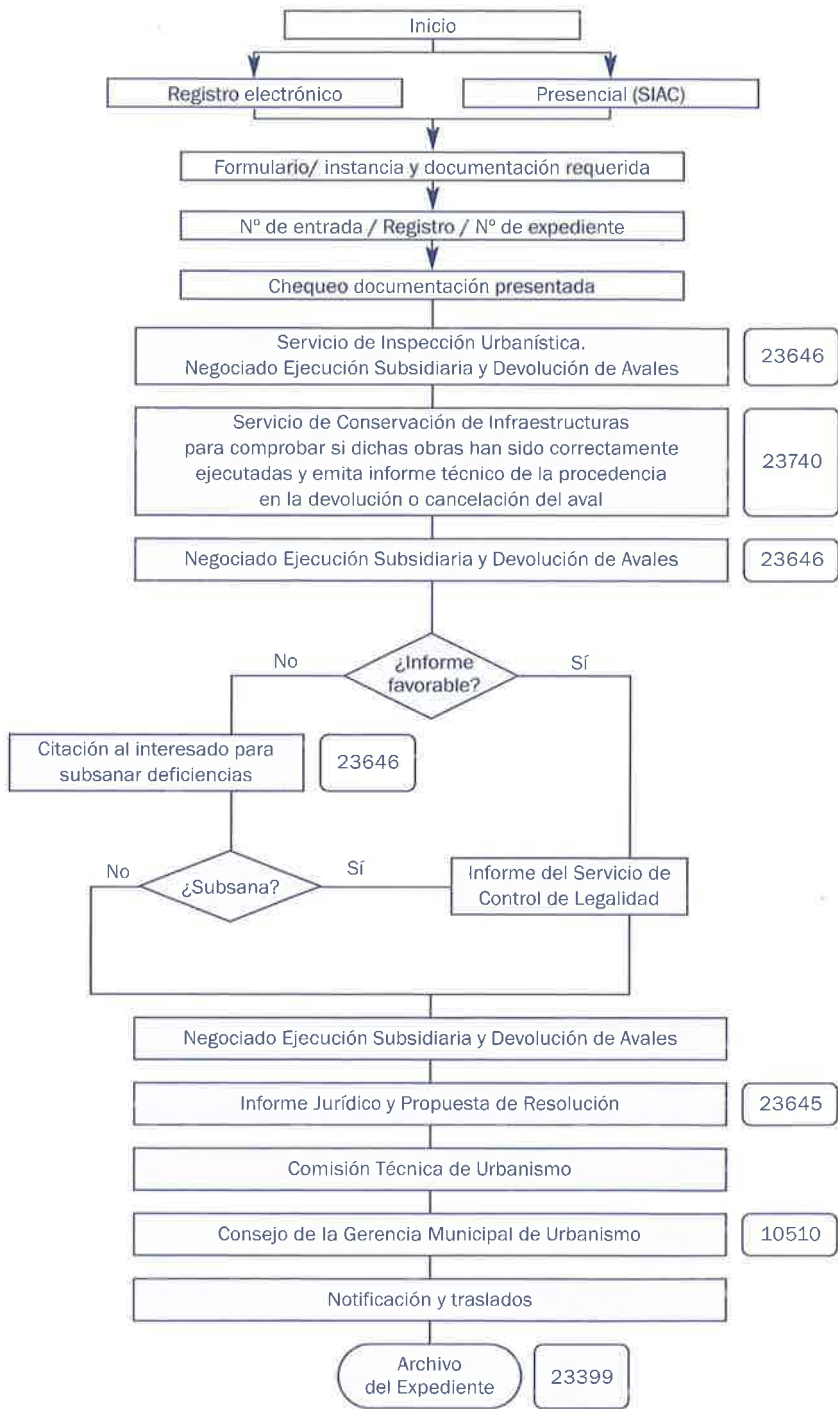 Inicio
Registro electrónico
Presencial (SIAC)
Formulario/ instancia y documentación requerida
Nº de entrada / Registro / Nº de expediente
Chequeo documentación presentada
Servicio de Inspección Urbanística.
Negociado Ejecución Subsidiaria y Devolución de Avales
23646
Servicio de Conservación de Infraestructuras
para comprobar si dichas obras han sido correctamente
ejecutadas y emita informe técnico de la procedencia
en la devolución o cancelación del aval
23740
Negociado Ejecución Subsidiaria y Devolución de Avales
23646
¿Informe
favorable?
No
Sí
Citación al interesado para
subsanar deficiencias
23646
No
¿Subsana?
Sí
Informe del Servicio de
Control de Legalidad
Negociado Ejecución Subsidiaria y Devolución de Avales
Informe Jurídico y Propuesta de Resolución
23645
Comisión Técnica de Urbanismo
Consejo de la Gerencia Municipal de Urbanismo
10510
Notificación y traslados
Archivo
del Expediente
23399